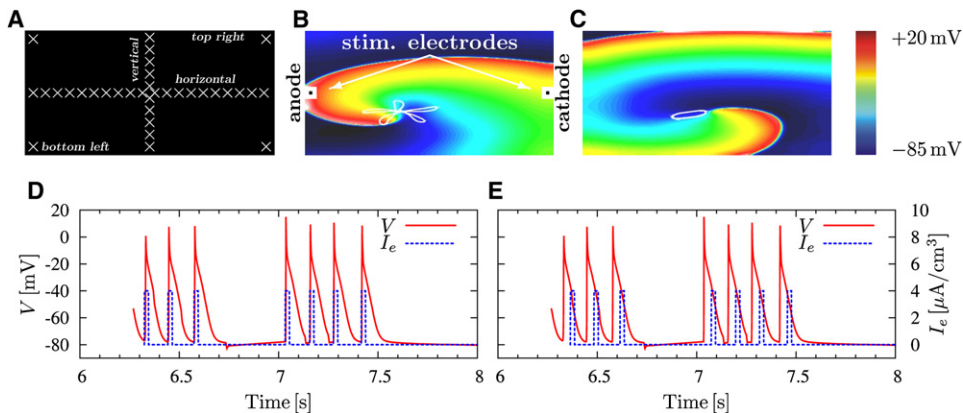 A
top right
vertical
horizontal
bottom left
B
stim. electrodes
anode
cathode
C
+20 mV
−85 mV
D
V
I_e
20
0
-20
-40
-60
-80
V [mV]
6
6.5
7
7.5
8
Time [s]
E
V
I_e
10
8
6
4
2
0
I_e [μA/cm³]
6
6.5
7
7.5
8
Time [s]